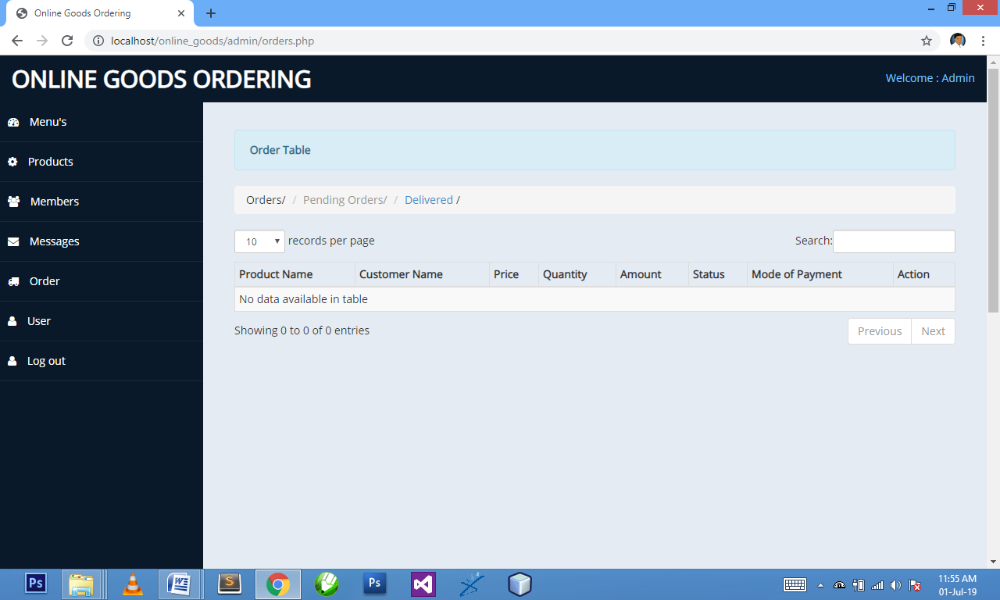 Online Goods Ordering
localhost/online_goods/admin/orders.php
ONLINE GOODS ORDERING
Welcome : Admin
Menu's
Products
Members
Messages
Order
User
Log out
Order Table
Orders/ / Pending Orders/ / Delivered /
10 records per page
Search:
Product Name Customer Name Price Quantity Amount Status Mode of Payment Action
No data available in table
Showing 0 to 0 of 0 entries
Previous Next
Ps
W
S
Ps
11:55 AM
01-Jul-19